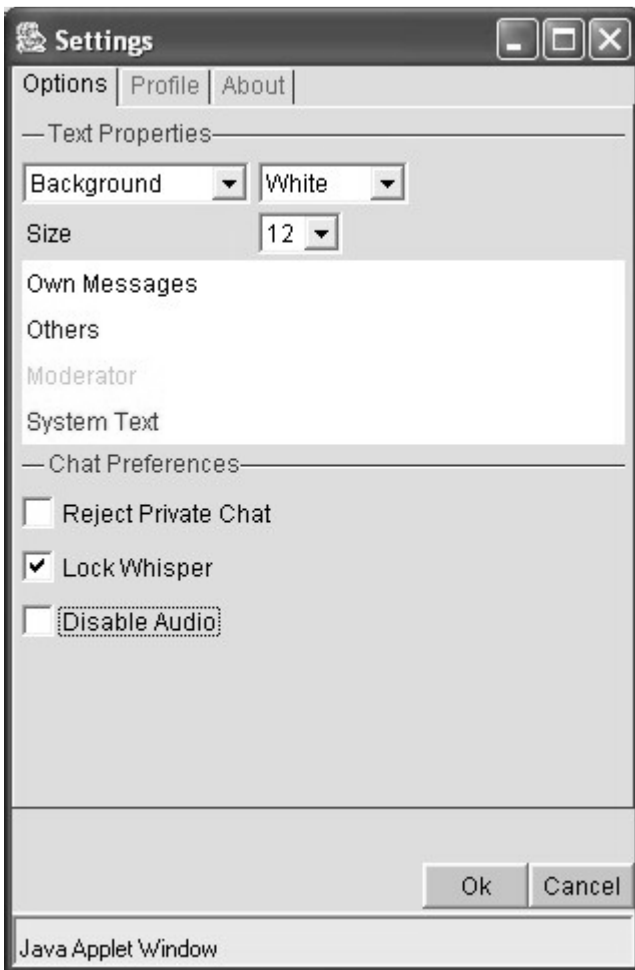 Settings
Options Profile About
Text Properties
Background White
Size 12
Own Messages
Others
Moderator
System Text
Chat Preferences
Reject Private Chat
Lock Whisper
Disable Audio
Ok Cancel
Java Applet Window